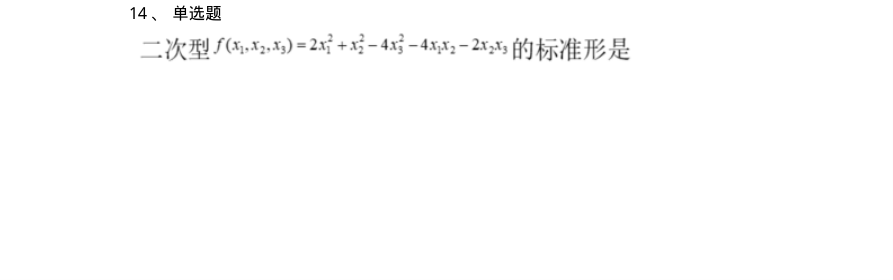 14 、 单选题
二次型 f(x₁,x₂,x₃) = 2x₁² + x₂² − 4x₃² − 4x₁x₂ − 2x₂x₃ 的标准形是